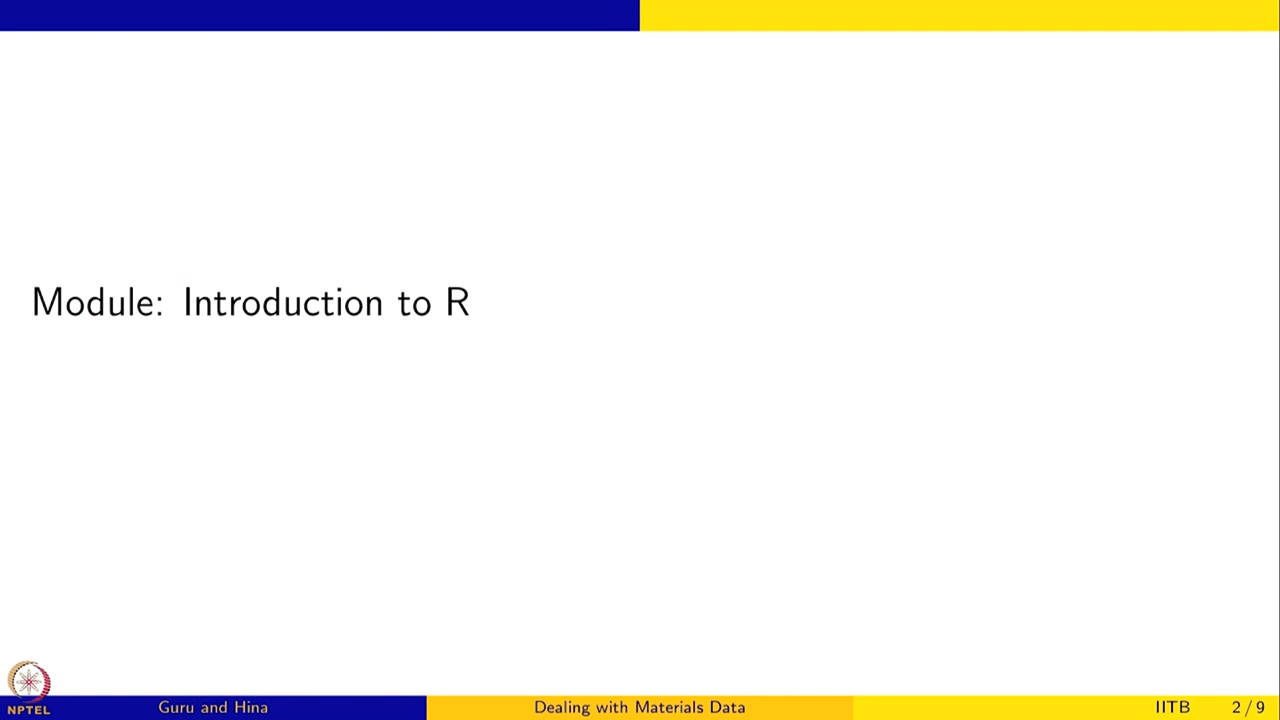 Module: Introduction to R
NPTEL
Guru and Hina
Dealing with Materials Data
IITB
2 / 9